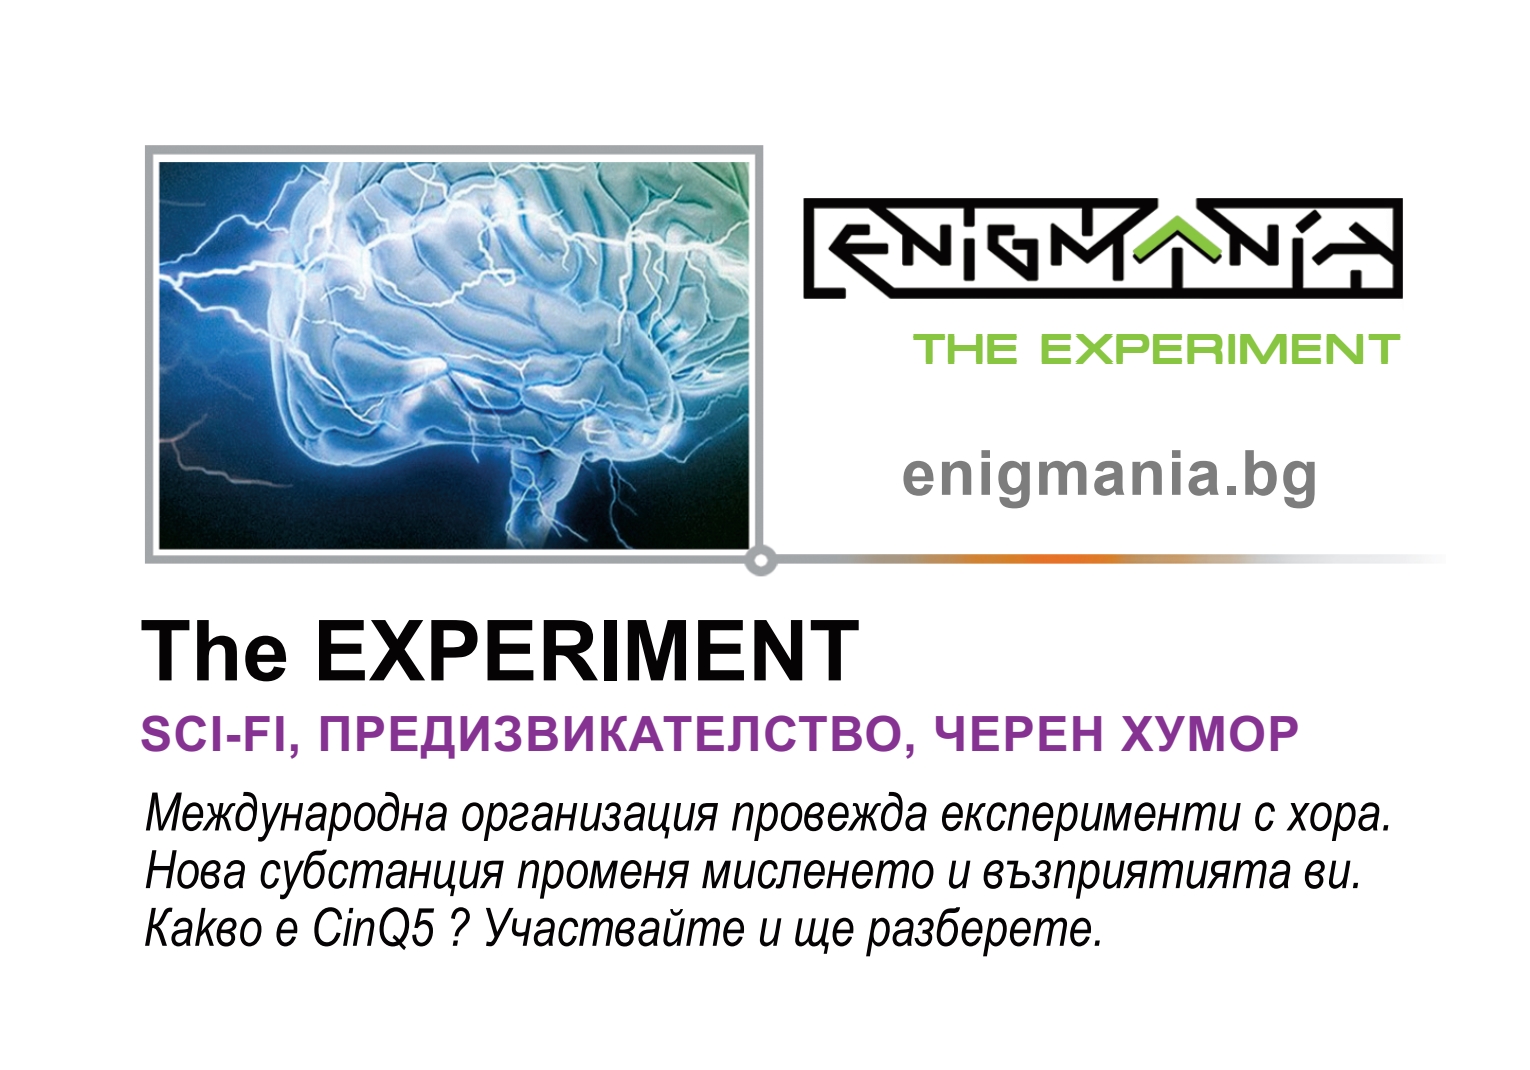 ENIGMANIA
THE EXPERIMENT
enigmania.bg
The EXPERIMENT
SCI-FI, ПРЕДИЗВИКАТЕЛСТВО, ЧЕРЕН ХУМОР
Международна организация провежда експерименти с хора.
Нова субстанция променя мисленето и възприятията ви.
Какво е CinQ5 ? Участвайте и ще разберете.